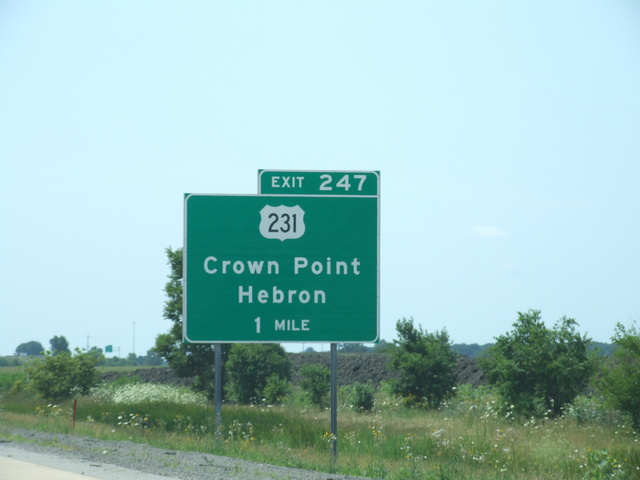 EXIT 247
231
Crown Point
Hebron
1 MILE